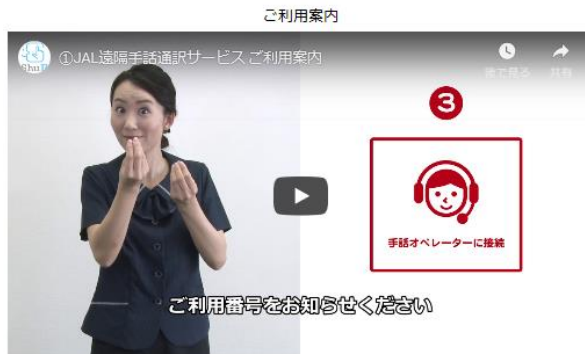 ご利用案内
ShuR
①JAL遠隔手話通訳サービス ご利用案内
後で見る 共有
3
手話オペレーターに接続
ご利用番号をお知らせください